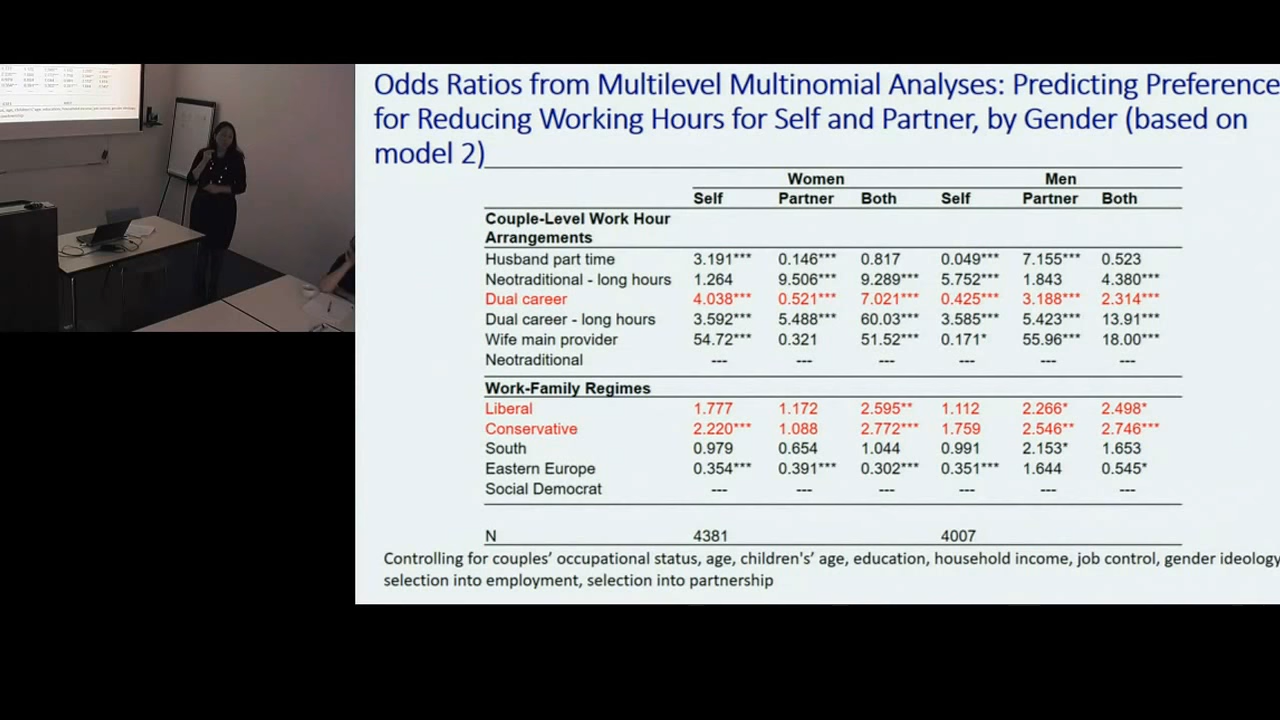 Odds Ratios from Multilevel Multinomial Analyses: Predicting Preference
for Reducing Working Hours for Self and Partner, by Gender (based on
model 2)
Women Men
Self Partner Both Self Partner Both
Couple-Level Work Hour
Arrangements
Husband part time 3.191*** 0.146*** 0.817 0.049*** 7.155*** 0.523
Neotraditional - long hours 1.264 9.506*** 9.289*** 5.752*** 1.843 4.380***
Dual career 4.038*** 0.521*** 7.021*** 0.425*** 3.188*** 2.314***
Dual career - long hours 3.592*** 5.488*** 60.03*** 3.585*** 5.423*** 13.91***
Wife main provider 54.72*** 0.321 51.52*** 0.171* 55.96*** 18.00***
Neotraditional --- --- --- --- --- ---
Work-Family Regimes
Liberal 1.777 1.172 2.595** 1.112 2.266* 2.498*
Conservative 2.220*** 1.088 2.772*** 1.759 2.546** 2.746***
South 0.979 0.654 1.044 0.991 2.153* 1.653
Eastern Europe 0.354*** 0.391*** 0.302*** 0.351*** 1.644 0.545*
Social Democrat --- --- --- --- --- ---
N 4381 4007
Controlling for couples' occupational status, age, children's' age, education, household income, job control, gender ideology
selection into employment, selection into partnership